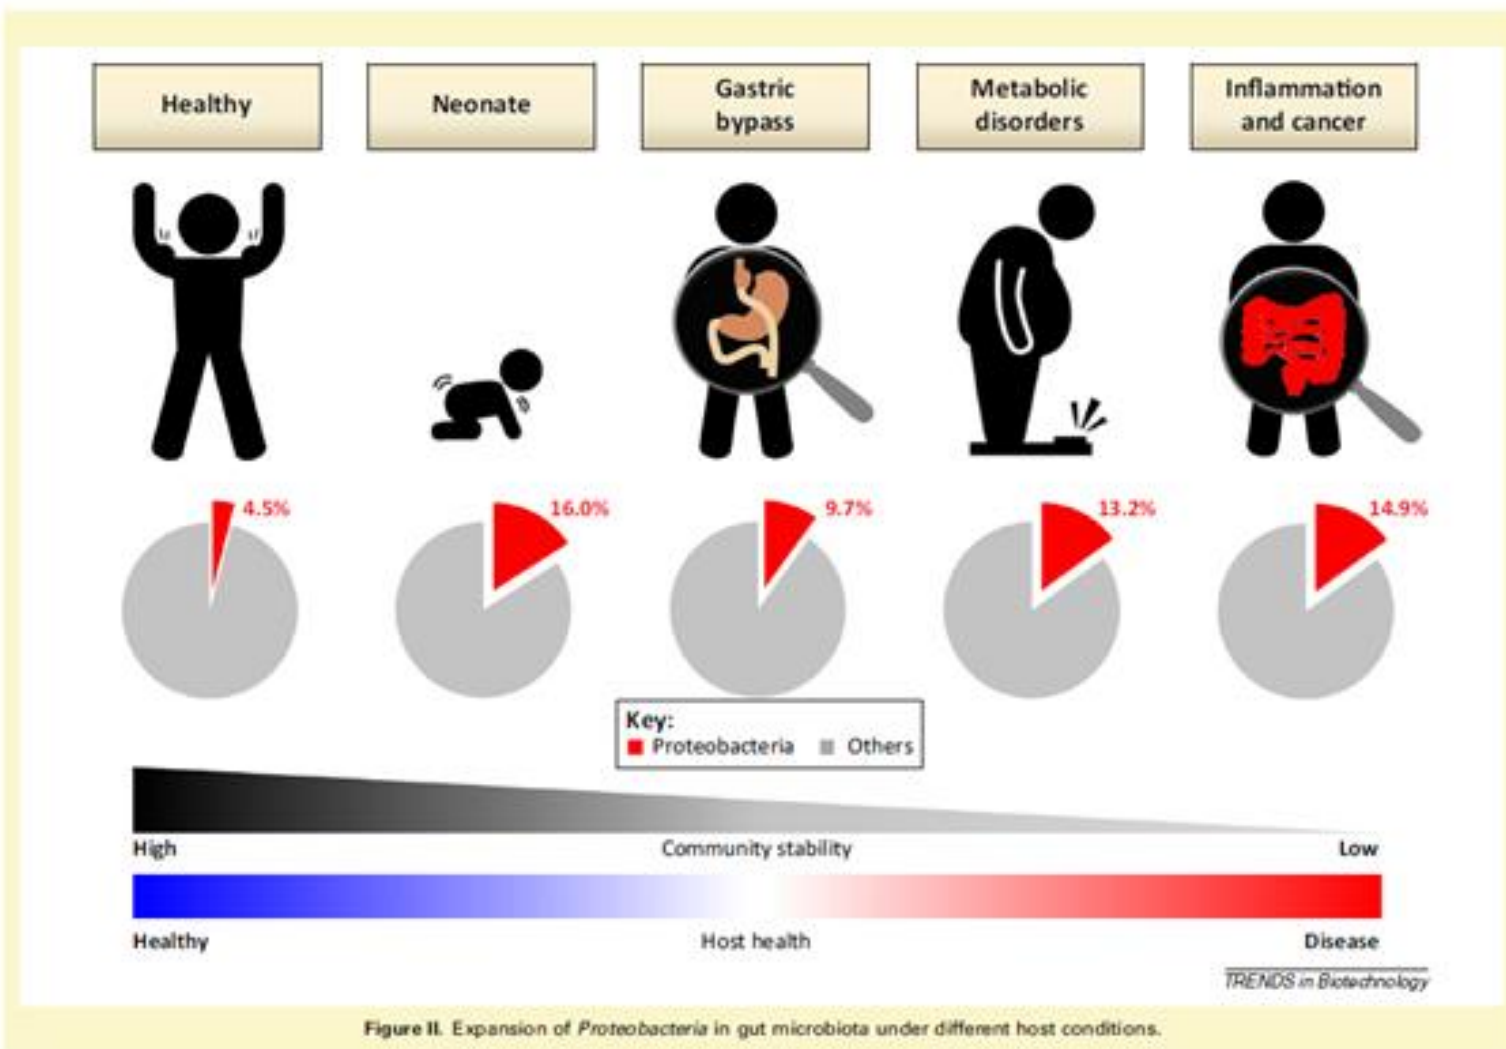 Healthy
Neonate
Gastric
bypass
Metabolic
disorders
Inflammation
and cancer
4.5%
16.0%
9.7%
13.2%
14.9%
Key:
Proteobacteria
Others
High
Community stability
Low
Healthy
Host health
Disease
TRENDS in Biotechnology
Figure II. Expansion of Proteobacteria in gut microbiota under different host conditions.